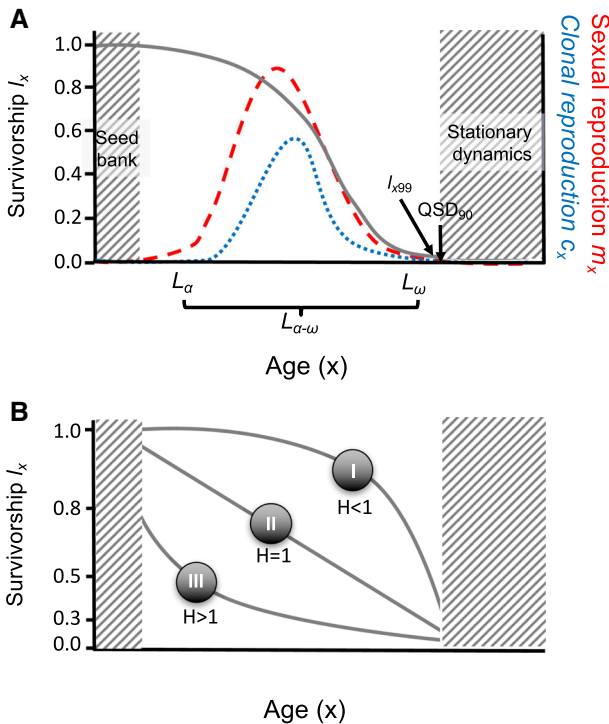 A
1.0
0.8
0.6
0.4
0.2
0.0
Survivorship lx
Seed
bank
Stationary
dynamics
lx99
QSD90
Clonal reproduction cx
Sexual reproduction mx
Lα
Lω
Lα-ω
Age (x)
B
1.0
0.8
0.5
0.3
0.0
Survivorship lx
I
H<1
II
H=1
III
H>1
Age (x)